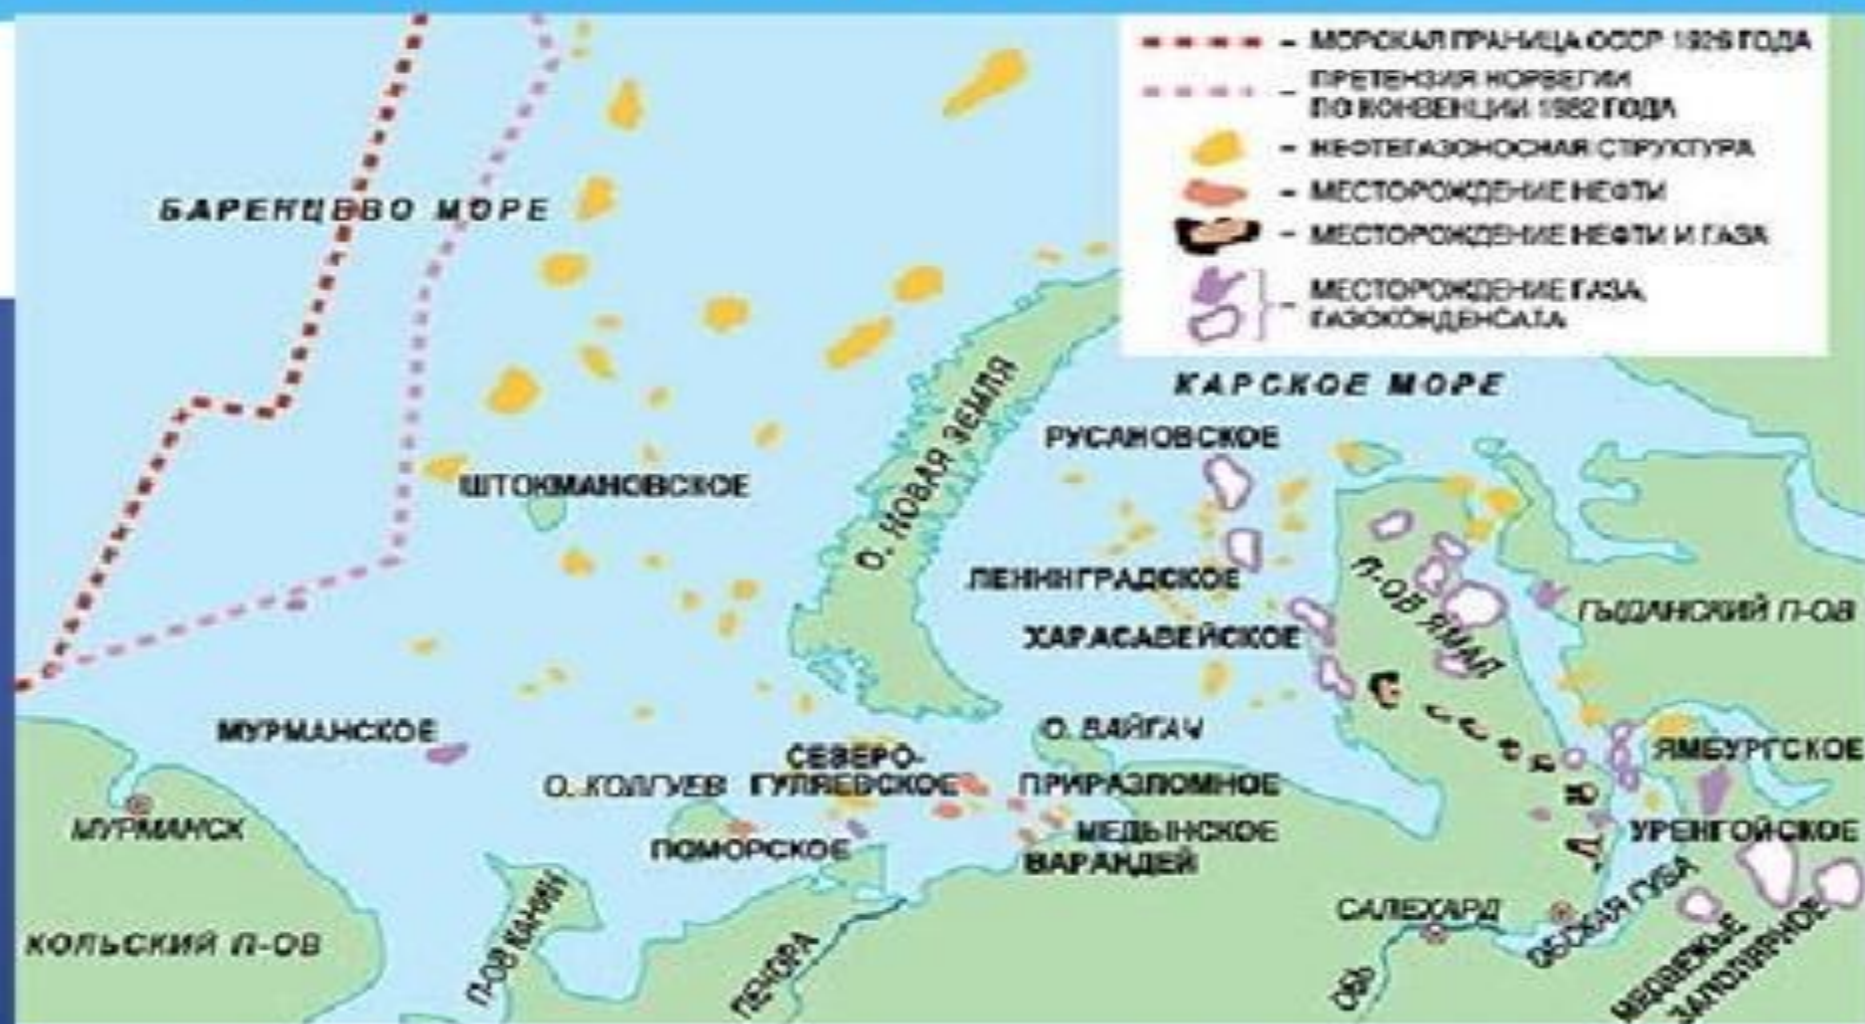 МОРСКАЯ ГРАНИЦА СССР 1926 ГОДА
ПРЕТЕНЗИЯ НОРВЕГИИ
ПО КОНВЕНЦИИ 1982 ГОДА
НЕФТЕГАЗОНОСНАЯ СТРУКТУРА
МЕСТОРОЖДЕНИЕ НЕФТИ
МЕСТОРОЖДЕНИЕ НЕФТИ И ГАЗА
МЕСТОРОЖДЕНИЕ ГАЗА,
ГАЗОКОНДЕНСАТА
БАРЕНЦЕВО МОРЕ
КАРСКОЕ МОРЕ
О. НОВАЯ ЗЕМЛЯ
РУСАНОВСКОЕ
ШТОКМАНОВСКОЕ
ЛЕНИНГРАДСКОЕ
П-ОВ ЯМАЛ
ГЫДАНСКИЙ П-ОВ
ХАРАСАВЕЙСКОЕ
МУРМАНСКОЕ
О. ВАЙГАЧ
СЕВЕРО-
ГУЛЯЕВСКОЕ
ЯМБУРГСКОЕ
О. КОЛГУЕВ
ПРИРАЗЛОМНОЕ
МУРМАНСК
ПОМОРСКОЕ
МЕДЫНСКОЕ
ВАРАНДЕЙ
УРЕНГОЙСКОЕ
САЛЕХАРД
ОБСКАЯ ГУБА
КОЛЬСКИЙ П-ОВ
П-ОВ КАНИН
ПЕЧОРА
ОБЬ
МЕДВЕЖЬЕ
ЗАПОЛЯРНОЕ